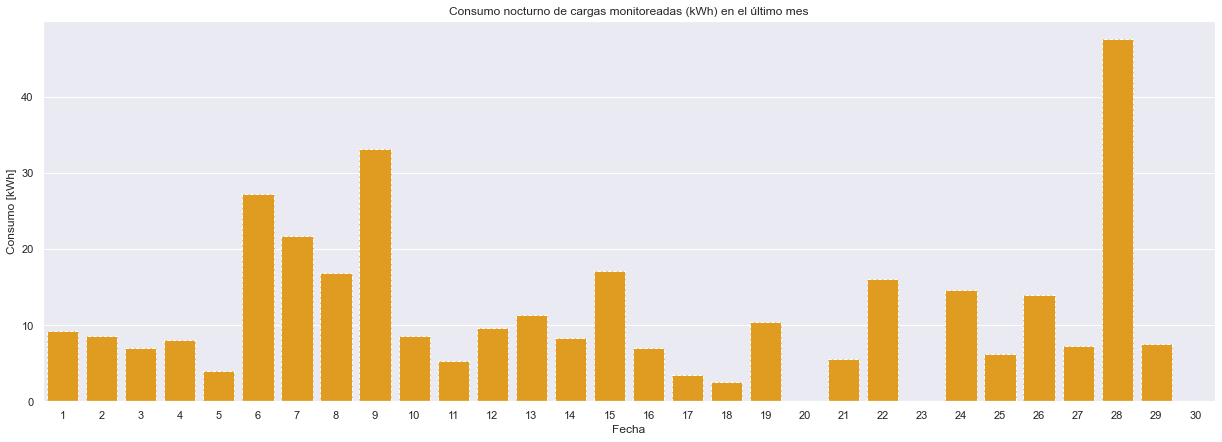 Consumo nocturno de cargas monitoreadas (kWh) en el último mes
Consumo [kWh]
40
30
20
10
0
1 2 3 4 5 6 7 8 9 10 11 12 13 14 15 16 17 18 19 20 21 22 23 24 25 26 27 28 29 30
Fecha